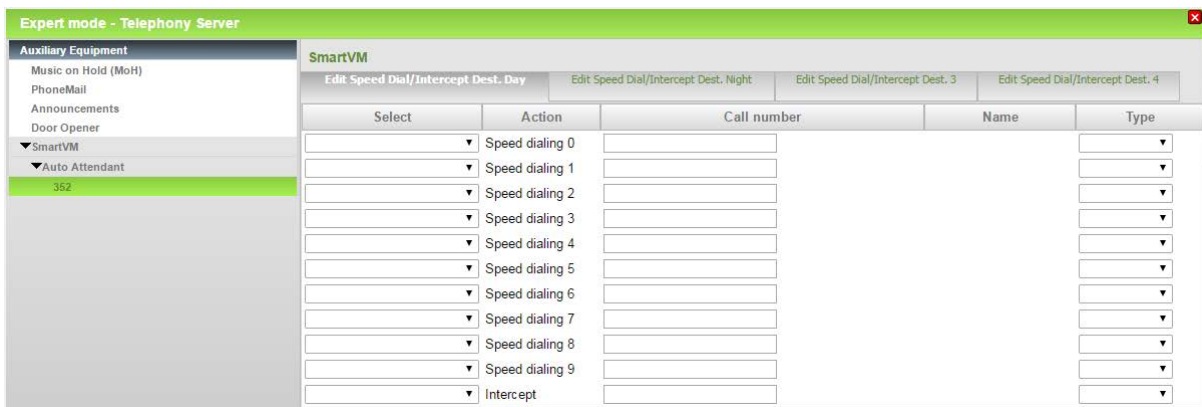 Expert mode - Telephony Server
Auxiliary Equipment
Music on Hold (MoH)
PhoneMail
Announcements
Door Opener
SmartVM
Auto Attendant
352
SmartVM
Edit Speed Dial/Intercept Dest. Day Edit Speed Dial/Intercept Dest. Night Edit Speed Dial/Intercept Dest. 3 Edit Speed Dial/Intercept Dest. 4
Select Action Call number Name Type
Speed dialing 0
Speed dialing 1
Speed dialing 2
Speed dialing 3
Speed dialing 4
Speed dialing 5
Speed dialing 6
Speed dialing 7
Speed dialing 8
Speed dialing 9
Intercept